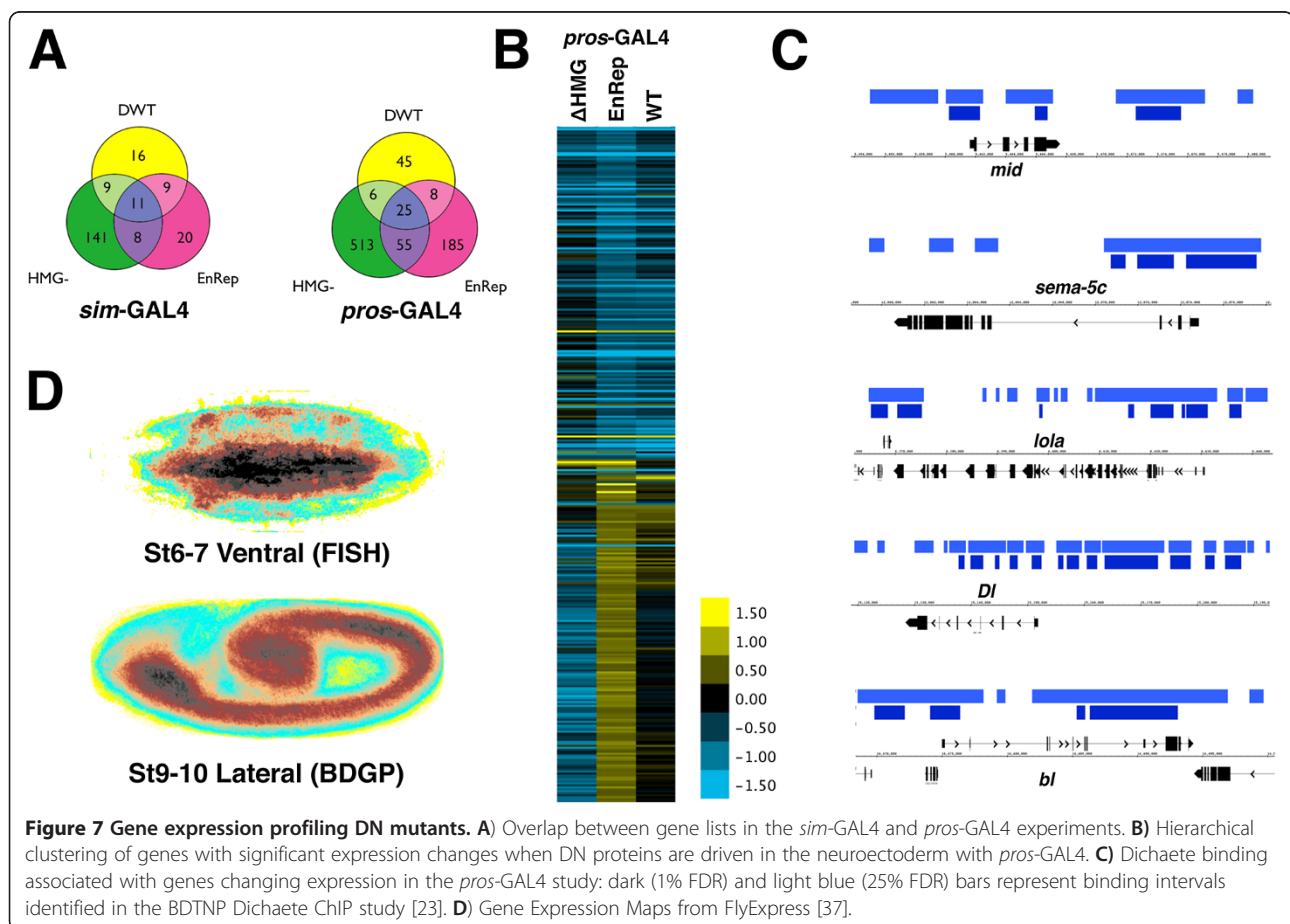 A
DWT
16
9
9
11
141
8
20
HMG-
EnRep
sim-GAL4
DWT
45
6
8
25
513
55
185
HMG-
EnRep
pros-GAL4
B
pros-GAL4
ΔHMG
EnRep
WT
1.50
1.00
0.50
0.00
-0.50
-1.00
-1.50
C
mid
sema-5c
lola
Dl
bl
D
St6-7 Ventral (FISH)
St9-10 Lateral (BDGP)
Figure 7 Gene expression profiling DN mutants. A) Overlap between gene lists in the sim-GAL4 and pros-GAL4 experiments. B) Hierarchical
clustering of genes with significant expression changes when DN proteins are driven in the neuroectoderm with pros-GAL4. C) Dichaete binding
associated with genes changing expression in the pros-GAL4 study: dark (1% FDR) and light blue (25% FDR) bars represent binding intervals
identified in the BDTNP Dichaete ChIP study [23]. D) Gene Expression Maps from FlyExpress [37].